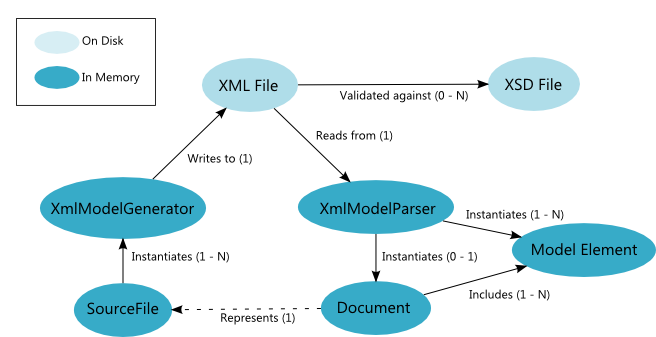 On Disk
In Memory
XML File
XSD File
Validated against (0 - N)
Reads from (1)
Writes to (1)
XmlModelGenerator
XmlModelParser
Instantiates (1 - N)
Model Element
Instantiates (1 - N)
Instantiates (0 - 1)
Includes (1 - N)
SourceFile
Document
Represents (1)